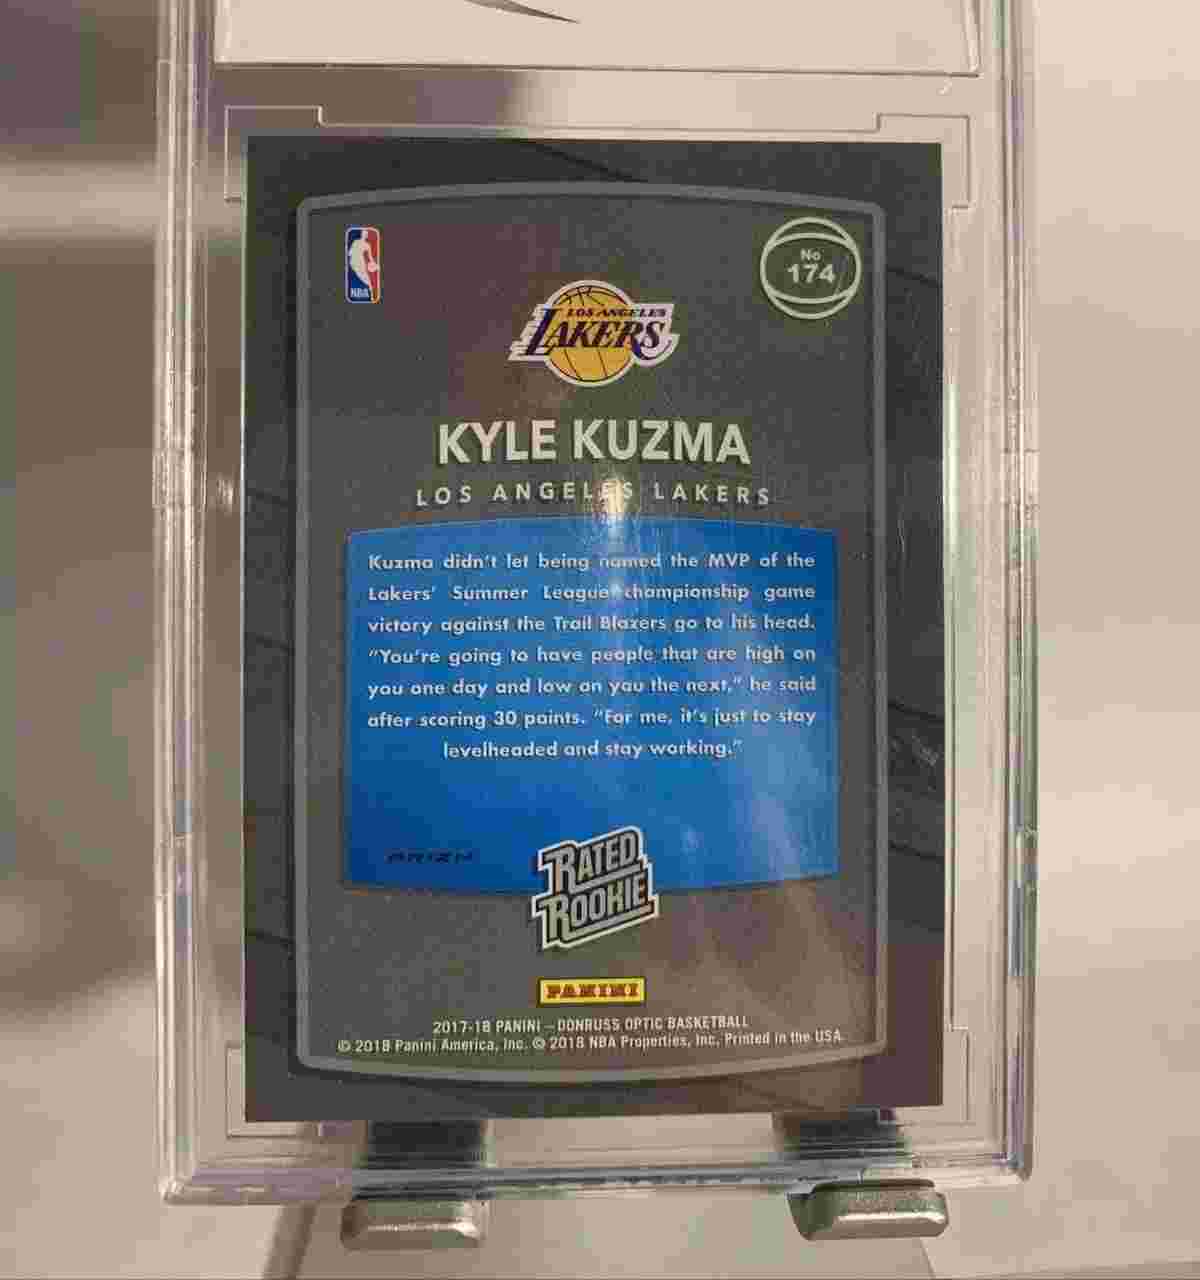 No
174
NBA
LOS ANGELES
LAKERS
KYLE KUZMA
LOS ANGELES LAKERS
Kuzma didn't let being named the MVP of the
Lakers' Summer League championship game
victory against the Trail Blazers go to his head.
"You're going to have people that are high on
you one day and low on you the next," he said
after scoring 30 points. "For me, it's just to stay
levelheaded and stay working."
PRIZM
RATED
ROOKIE
PANINI
2017-18 PANINI – DONRUSS OPTIC BASKETBALL
© 2018 Panini America, Inc. © 2018 NBA Properties, Inc. Printed in the USA.